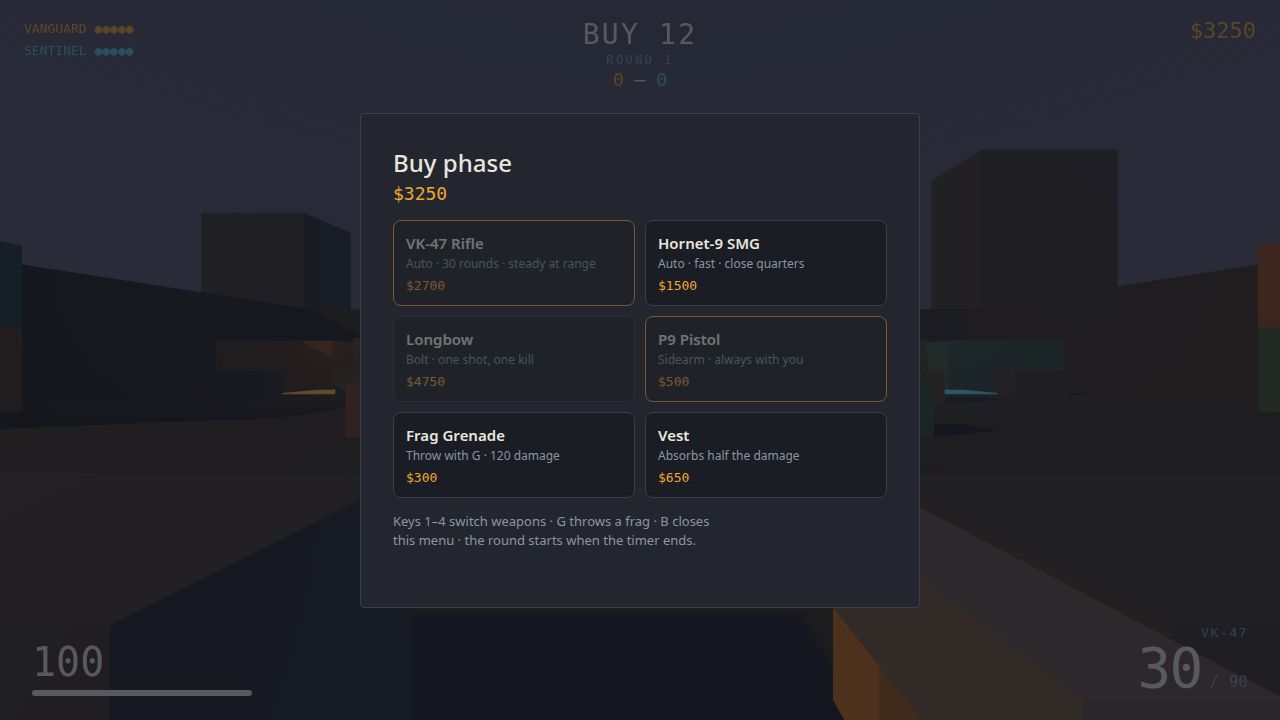 VANGUARD ●●●●●
SENTINEL ●●●●●
BUY 12
ROUND 1
0 — 0
$3250
Buy phase
$3250
VK-47 Rifle
Auto · 30 rounds · steady at range
$2700
Hornet-9 SMG
Auto · fast · close quarters
$1500
Longbow
Bolt · one shot, one kill
$4750
P9 Pistol
Sidearm · always with you
$500
Frag Grenade
Throw with G · 120 damage
$300
Vest
Absorbs half the damage
$650
Keys 1–4 switch weapons · G throws a frag · B closes
this menu · the round starts when the timer ends.
100
VK-47
30 / 90